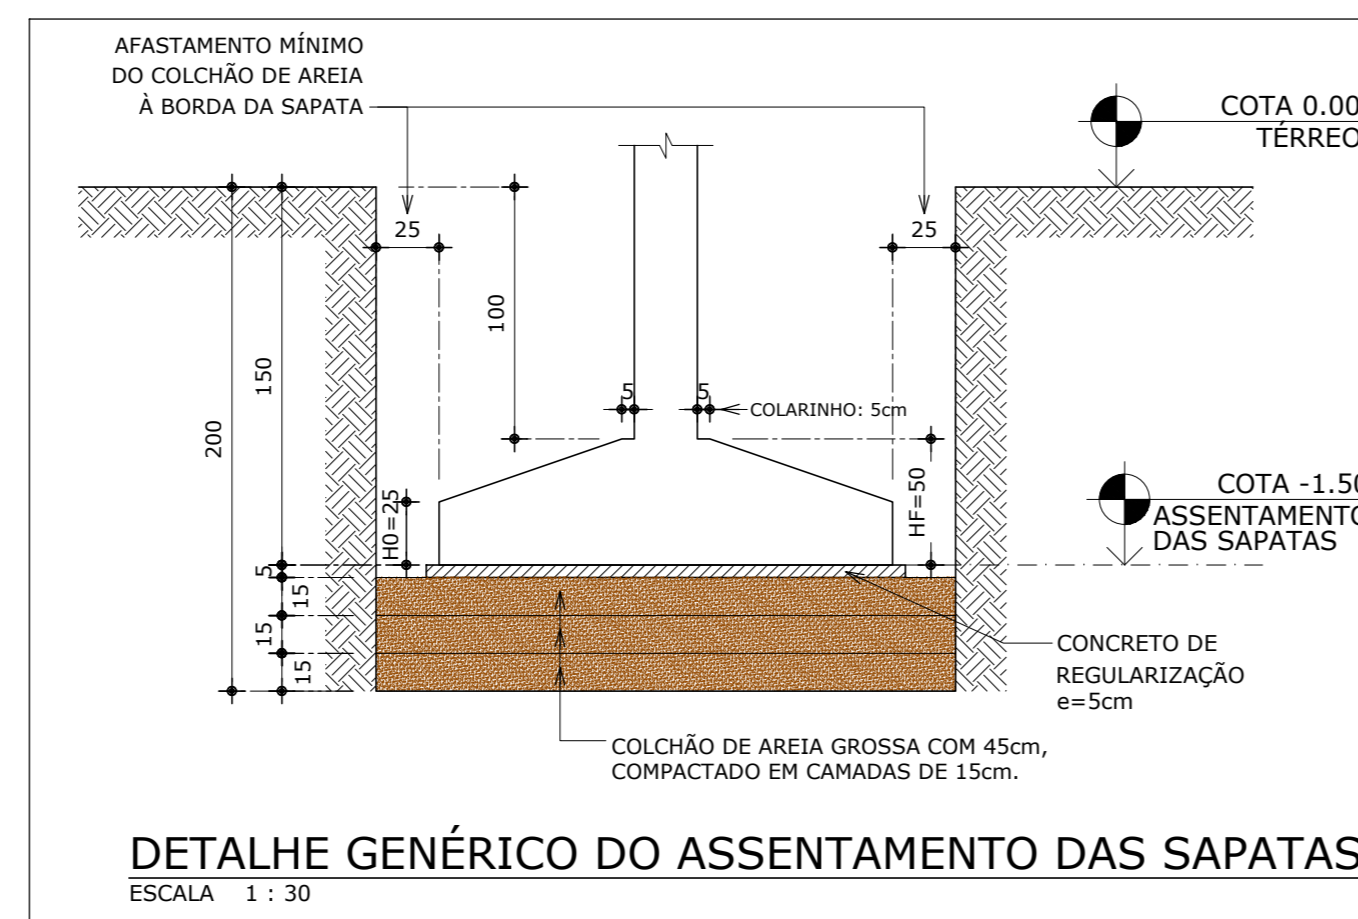 AFASTAMENTO MÍNIMO
DO COLCHÃO DE AREIA
À BORDA DA SAPATA
COTA 0.00
TÉRREO
25
25
100
150
200
5
5
COLARINHO: 5cm
H0=25
HF=50
COTA -1.50
ASSENTAMENTO
DAS SAPATAS
5
15
15
15
CONCRETO DE
REGULARIZAÇÃO
e=5cm
COLCHÃO DE AREIA GROSSA COM 45cm,
COMPACTADO EM CAMADAS DE 15cm.
DETALHE GENÉRICO DO ASSENTAMENTO DAS SAPATAS
ESCALA 1 : 30